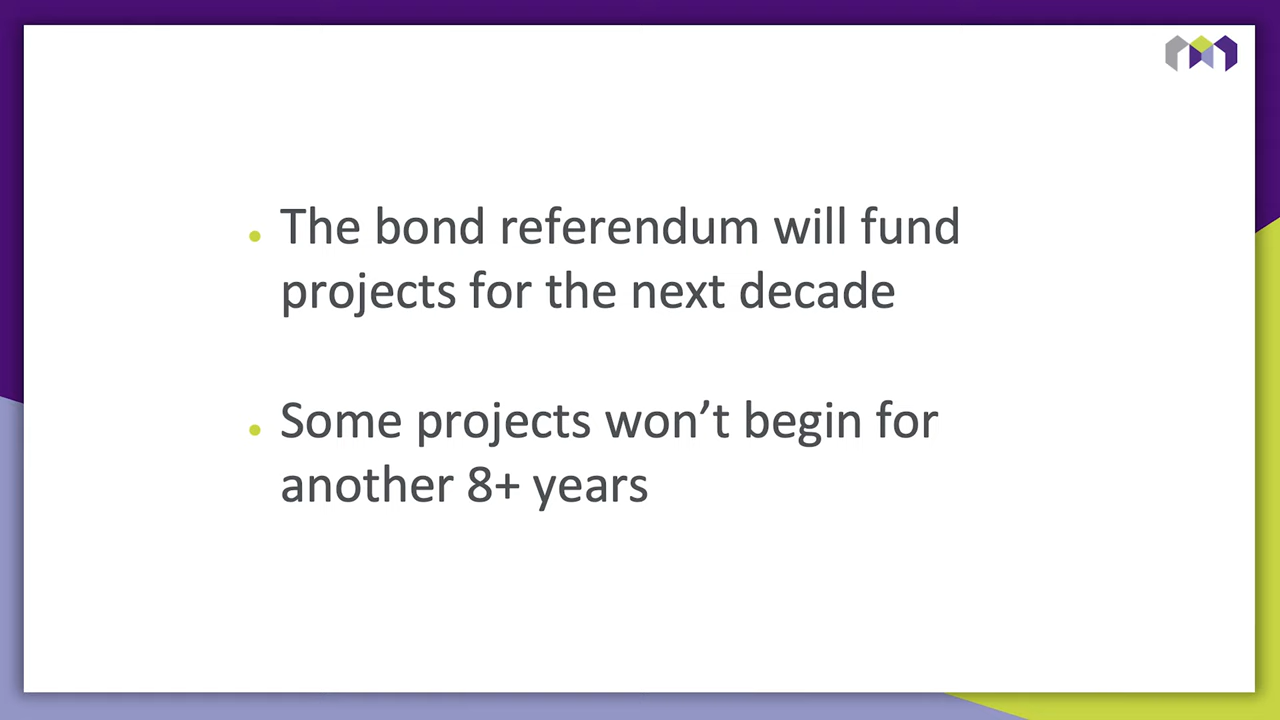 The bond referendum will fund
projects for the next decade
Some projects won’t begin for
another 8+ years